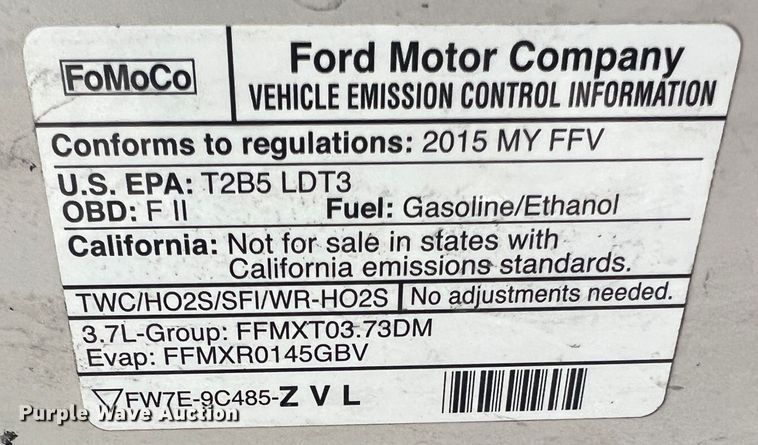 FoMoCo
Ford Motor Company
VEHICLE EMISSION CONTROL INFORMATION
Conforms to regulations: 2015 MY FFV
U.S. EPA: T2B5 LDT3
OBD: F II Fuel: Gasoline/Ethanol
California: Not for sale in states with
California emissions standards.
TWC/HO2S/SFI/WR-HO2S No adjustments needed.
3.7L-Group: FFMXT03.73DM
Evap: FFMXR0145GBV
FW7E-9C485-Z V L
Purple Wave Auction